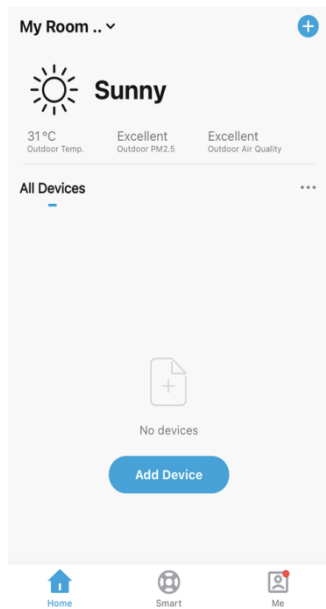 My Room ..
Sunny
31°C Excellent Excellent
Outdoor Temp. Outdoor PM2.5 Outdoor Air Quality
All Devices
No devices
Add Device
Home Smart Me